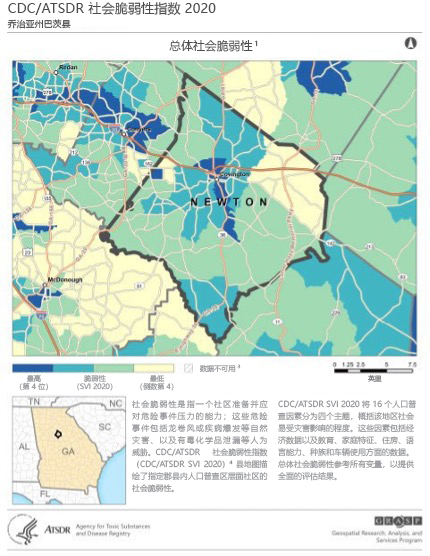 CDC/ATSDR 社会脆弱性指数 2020
乔治亚州巴茨县
总体社会脆弱性¹
Covington
NEWTON
McDonough
最高
(第 4 位)
脆弱性
(SVI 2020)
最低
(倒数第 4)
数据不可用 ³
0 1.25 2.5 5 7.5
英里
TN
NC
SC
GA
AL
FL
社会脆弱性是指一个社区准备并应
对危险事件压力的能力；这些危险
事件包括龙卷风或疾病爆发等自然
灾害，以及有毒化学品泄漏等人为
威胁。CDC/ATSDR 社会脆弱性指数
（CDC/ATSDR SVI 2020）⁴ 县地图描
绘了指定郡县内人口普查区层面社区的
社会脆弱性。
CDC/ATSDR SVI 2020 将 16 个人口普
查因素分为四个主题，概括该地区社会
易受灾害影响的程度。这些因素包括经
济数据以及教育、家庭特征、住房、语
言能力、种族和车辆使用方面的数据。
总体社会脆弱性参考所有变量，以提供
全面的评估结果。
ATSDR
Agency for Toxic Substances
and Disease Registry
GRASP
Geospatial Research, Analysis, and
Services Program